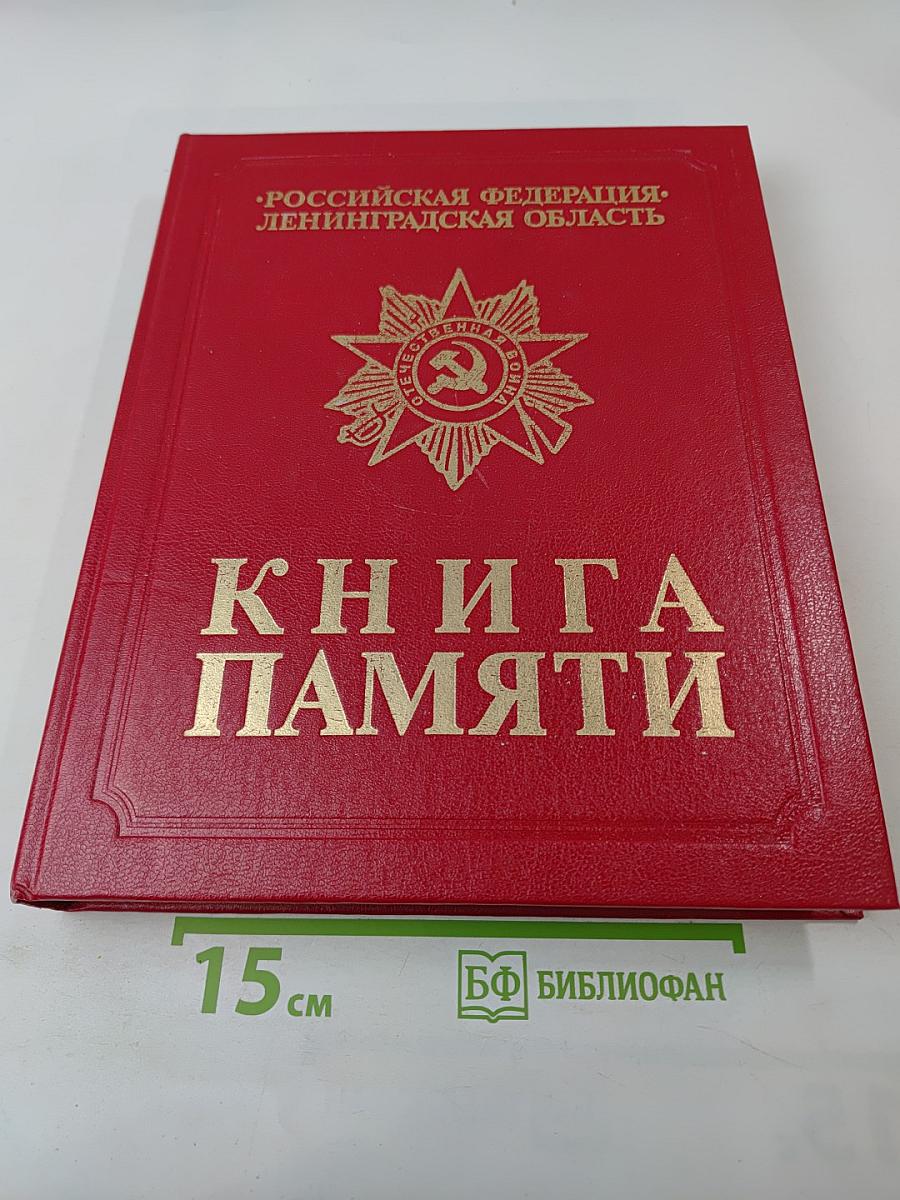 ·РОССИЙСКАЯ ФЕДЕРАЦИЯ·
ЛЕНИНГРАДСКАЯ ОБЛАСТЬ
ОТЕЧЕСТВЕННАЯ ВОЙНА
КНИГА
ПАМЯТИ
15 см
БФ БИБЛИОФАН